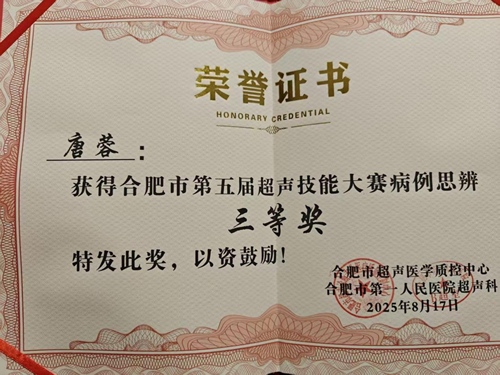 荣誉证书
HONORARY CREDENTIAL
唐蓉：
获得合肥市第五届超声技能大赛病例思辨
三等奖
特发此奖，以资鼓励！
合肥市超声医学质控中心
合肥市第一人民医院超声科
2025年8月17日